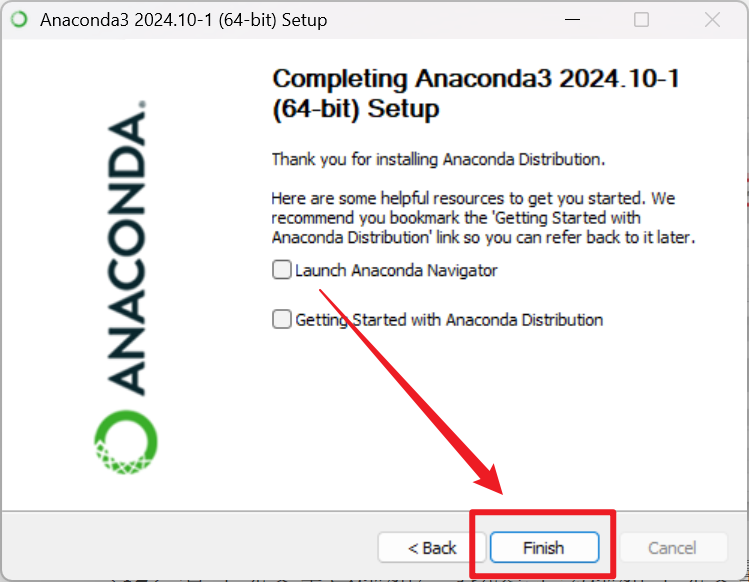 Anaconda3 2024.10-1 (64-bit) Setup
Completing Anaconda3 2024.10-1
(64-bit) Setup
Thank you for installing Anaconda Distribution.
Here are some helpful resources to get you started. We
recommend you bookmark the 'Getting Started with
Anaconda Distribution' link so you can refer back to it later.
Launch Anaconda Navigator
Getting Started with Anaconda Distribution
ANACONDA.
< Back
Finish
Cancel